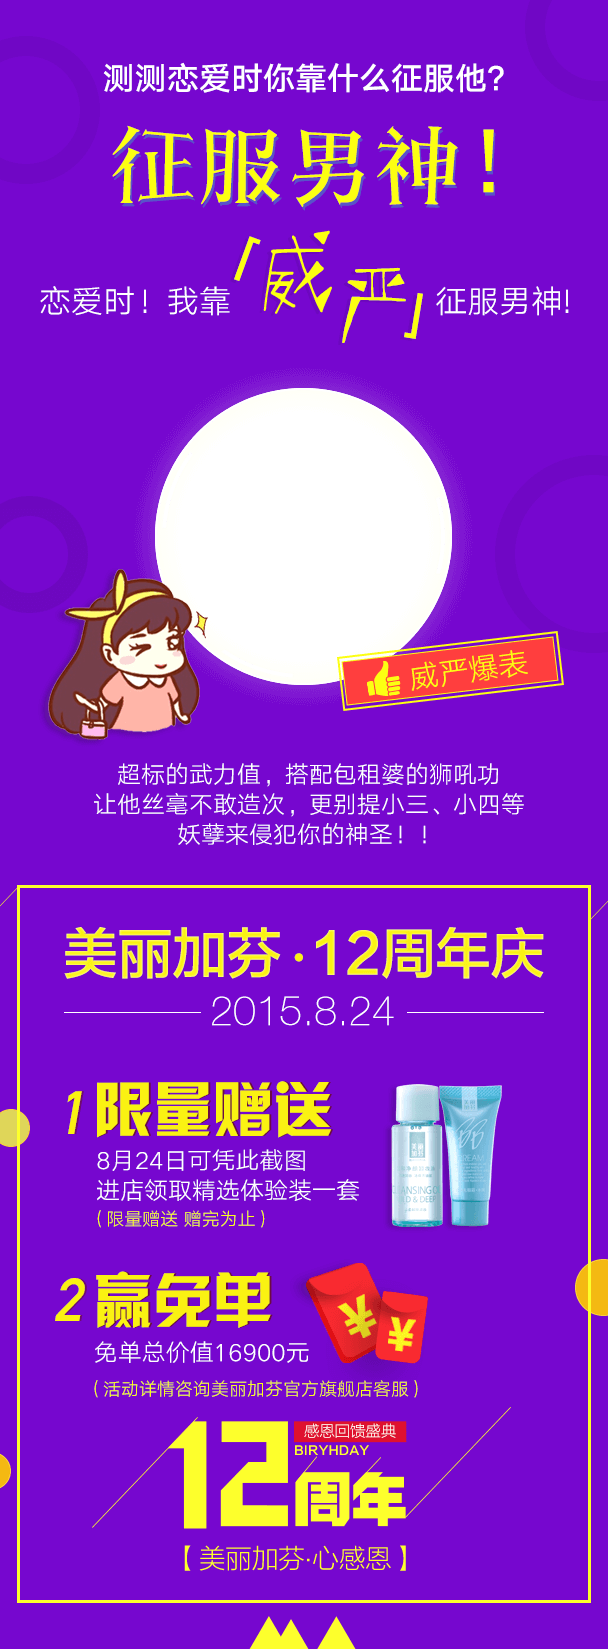 测测恋爱时你靠什么征服他?
征服男神!
恋爱时！我靠「威严」征服男神!
威严爆表
超标的武力值，搭配包租婆的狮吼功
让他丝毫不敢造次，更别提小三、小四等
妖孽来侵犯你的神圣！！
美丽加芬·12周年庆
2015.8.24
1 限量赠送
8月24日可凭此截图
进店领取精选体验装一套
（限量赠送 赠完为止）
2 赢免单
免单总价值16900元
（活动详情咨询美丽加芬官方旗舰店客服）
感恩回馈盛典
BIRYHDAY
12周年
【美丽加芬·心感恩】